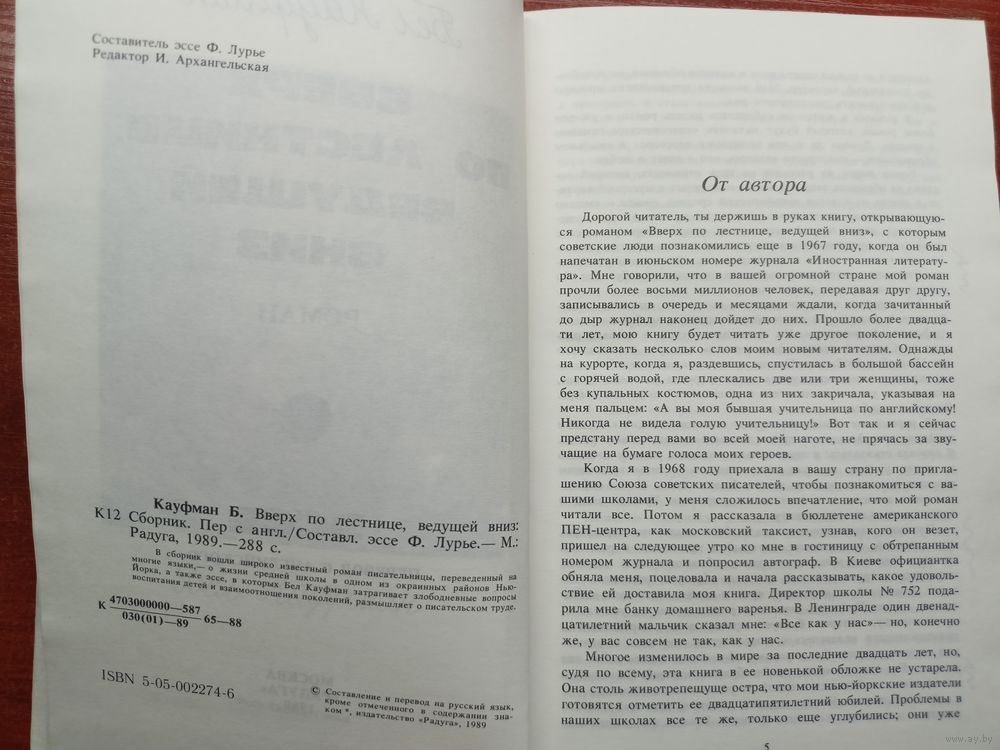 Составитель эссе Ф. Лурье
Редактор И. Архангельская
Кауфман Б. Вверх по лестнице, ведущей вниз:
К12 Сборник. Пер с англ./Составл. эссе Ф. Лурье.— М.:
Радуга, 1989.—288 с.
В сборник вошли широко известный роман писательницы, переведенный на
многие языки,— о жизни средней школы в одном из окраинных районов Нью-
Йорка, а также эссе, в которых Бел Кауфман затрагивает злободневные вопросы
воспитания детей и взаимоотношения поколений, размышляет о писательском труде.
К 4703000000—587
030(01)—89 65—88
ISBN 5-05-002274-6
© Составление и перевод на русский язык,
кроме отмеченного в содержании зна-
ком *, издательство «Радуга», 1989
От автора
Дорогой читатель, ты держишь в руках книгу, открывающую-
ся романом «Вверх по лестнице, ведущей вниз», с которым
советские люди познакомились еще в 1967 году, когда он был
напечатан в июньском номере журнала «Иностранная литерату-
ра». Мне говорили, что в вашей огромной стране мой роман
прочли более восьми миллионов человек, передавая друг другу,
записывались в очередь и месяцами ждали, когда зачитанный
до дыр журнал наконец дойдет до них. Прошло более двадца-
ти лет, мою книгу будет читать уже другое поколение, и я
хочу сказать несколько слов моим новым читателям. Однажды
на курорте, когда я, раздевшись, спустилась в большой бассейн
с горячей водой, где плескались две или три женщины, тоже
без купальных костюмов, одна из них закричала, указывая на
меня пальцем: «А вы моя бывшая учительница по английскому!
Никогда не видела голую учительницу!» Вот так и я сейчас
предстану перед вами во всей моей наготе, не прячась за зву-
чащие на бумаге голоса моих героев.
Когда я в 1968 году приехала в вашу страну по пригла-
шению Союза советских писателей, чтобы познакомиться с ва-
шими школами, у меня сложилось впечатление, что мой роман
читали все. Потом я рассказала в бюллетене американского
ПЕН-центра, как московский таксист, узнав, кого он везет,
пришел на следующее утро ко мне в гостиницу с обтрепанным
номером журнала и попросил автограф. В Киеве официантка
обняла меня, поцеловала и начала рассказывать, какое удоволь-
ствие ей доставила моя книга. Директор школы № 752 пода-
рила мне банку домашнего варенья. В Ленинграде один двенад-
цатилетний мальчик сказал мне: «Все как у нас»— но, конечно
же, у вас совсем не так, как у нас.
Многое изменилось в мире за последние двадцать лет, но,
судя по всему, эта книга в ее новенькой обложке не устарела.
Она столь животрепещуще остра, что мои нью-йоркские издатели
готовятся отметить ее двадцатипятилетний юбилей. Проблемы в
наших школах все те же, только еще углубились; они уже
5
www.ay.by